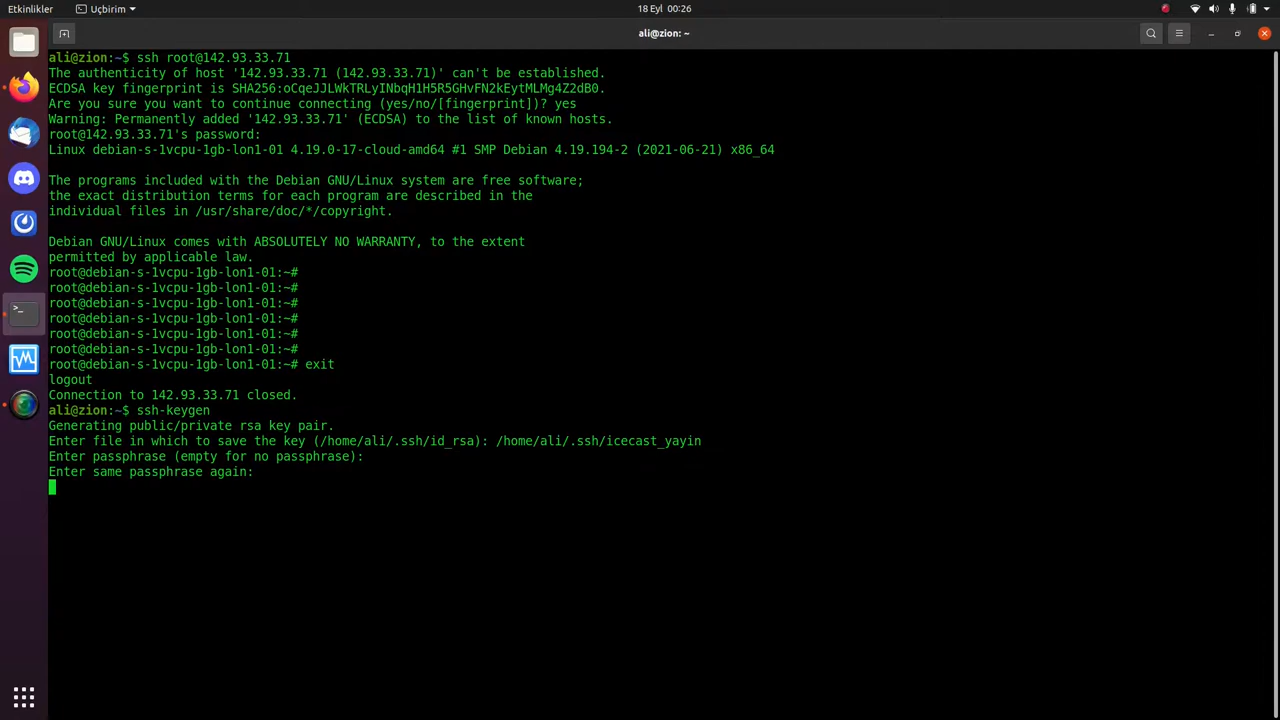 Etkinlikler
Uçbirim
18 Eyl 00:26
ali@zion: ~
ali@zion:~$ ssh root@142.93.33.71
The authenticity of host '142.93.33.71 (142.93.33.71)' can't be established.
ECDSA key fingerprint is SHA256:oCqeJJLWkTRLyINbqH1H5R5GHvFN2kEytMLMg4Z2dB0.
Are you sure you want to continue connecting (yes/no/[fingerprint])? yes
Warning: Permanently added '142.93.33.71' (ECDSA) to the list of known hosts.
root@142.93.33.71's password:
Linux debian-s-1vcpu-1gb-lon1-01 4.19.0-17-cloud-amd64 #1 SMP Debian 4.19.194-2 (2021-06-21) x86_64
The programs included with the Debian GNU/Linux system are free software;
the exact distribution terms for each program are described in the
individual files in /usr/share/doc/*/copyright.
Debian GNU/Linux comes with ABSOLUTELY NO WARRANTY, to the extent
permitted by applicable law.
root@debian-s-1vcpu-1gb-lon1-01:~#
root@debian-s-1vcpu-1gb-lon1-01:~#
root@debian-s-1vcpu-1gb-lon1-01:~#
root@debian-s-1vcpu-1gb-lon1-01:~#
root@debian-s-1vcpu-1gb-lon1-01:~#
root@debian-s-1vcpu-1gb-lon1-01:~#
root@debian-s-1vcpu-1gb-lon1-01:~# exit
logout
Connection to 142.93.33.71 closed.
ali@zion:~$ ssh-keygen
Generating public/private rsa key pair.
Enter file in which to save the key (/home/ali/.ssh/id_rsa): /home/ali/.ssh/icecast_yayin
Enter passphrase (empty for no passphrase):
Enter same passphrase again: